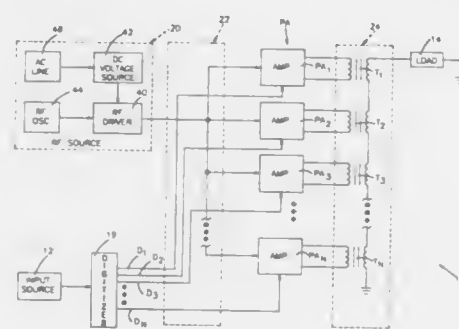 48
42
20
22
PA
24
14
AC
LINE
DC
VOLTAGE
SOURCE
AMP
PA1
T1
LOAD
44
40
RF
OSC
RF
DRIVER
RF SOURCE
AMP
PA2
T2
AMP
PA3
T3
12
19
INPUT
SOURCE
DIGITIZER
D1
D2
D3
DN
AMP
PAN
TN